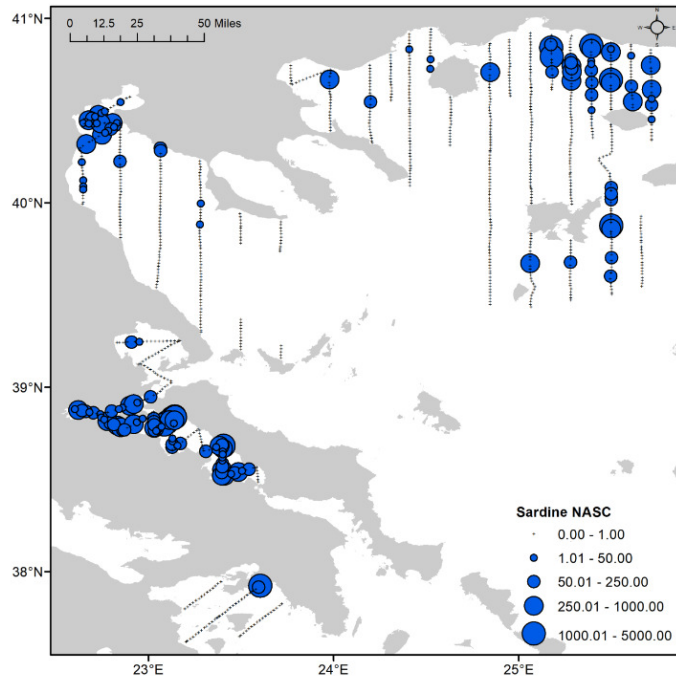 41°N
0 12.5 25 50 Miles
N
W E
S
40°N
39°N
Sardine NASC
0.00 - 1.00
1.01 - 50.00
50.01 - 250.00
38°N
250.01 - 1000.00
1000.01 - 5000.00
23°E 24°E 25°E